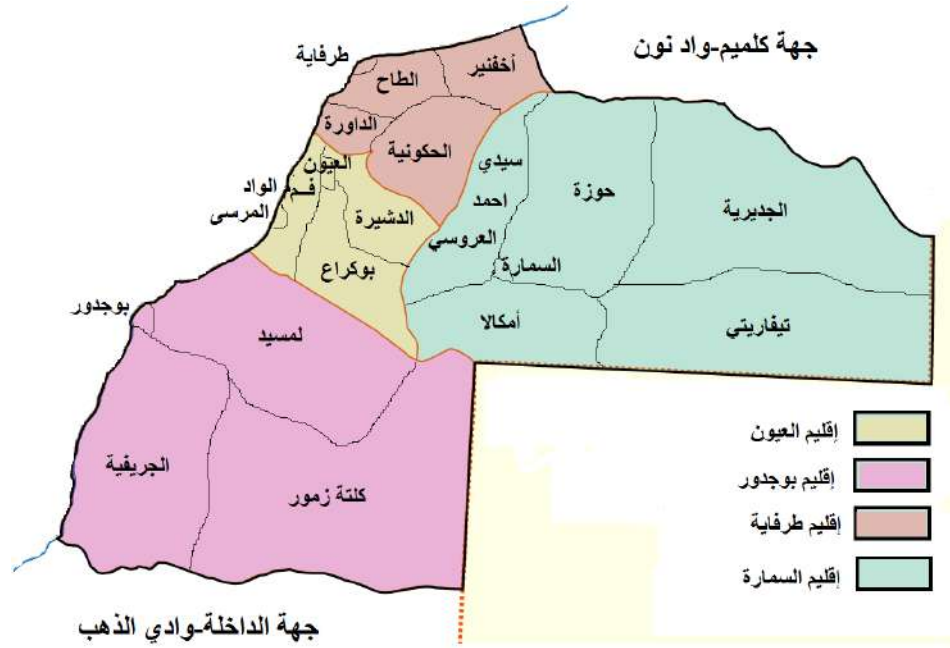 جهة كلميم-واد نون
أخفنير
طرفاية
الطاح
الداورة
الحكونية
العيون
فـم
الواد
المرسى
الدشيرة
بوكراع
سيدي
احمد
العروسي
حوزة
الجديرية
السمارة
أمكالا
تيفاريتي
بوجدور
لمسيد
الجريفية
كلتة زمور
إقليم العيون
إقليم بوجدور
إقليم طرفاية
إقليم السمارة
جهة الداخلة-وادي الذهب